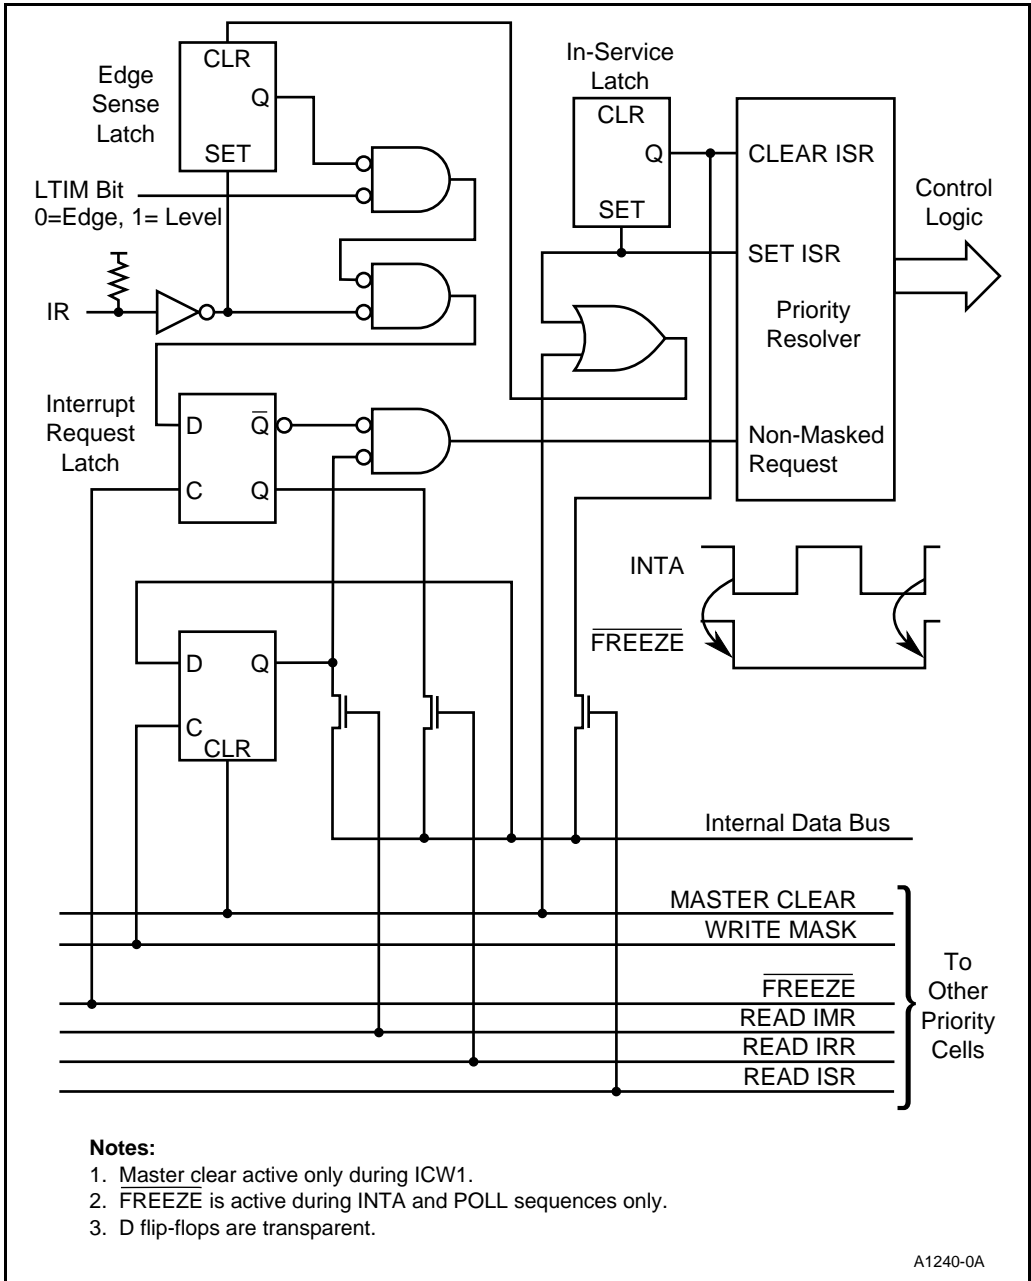 Edge
Sense
Latch
CLR
Q
SET
LTIM Bit
0=Edge, 1= Level
IR
In-Service
Latch
CLR
Q
SET
CLEAR ISR
SET ISR
Priority
Resolver
Non-Masked
Request
Control
Logic
Interrupt
Request
Latch
D
Q̅
C
Q
INTA
F̅R̅E̅E̅Z̅E̅
D
Q
C
CLR
Internal Data Bus
MASTER CLEAR
WRITE MASK
F̅R̅E̅E̅Z̅E̅
READ IMR
READ IRR
READ ISR
To
Other
Priority
Cells
Notes:
1. Master clear active only during ICW1.
2. F̅R̅E̅E̅Z̅E̅ is active during INTA and POLL sequences only.
3. D flip-flops are transparent.
A1240-0A